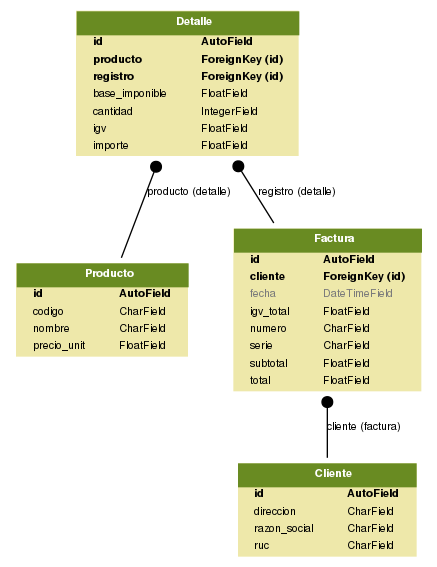 Detalle
id AutoField
producto ForeignKey (id)
registro ForeignKey (id)
base_imponible FloatField
cantidad IntegerField
igv FloatField
importe FloatField
producto (detalle)
registro (detalle)
Factura
id AutoField
cliente ForeignKey (id)
fecha DateTimeField
igv_total FloatField
numero CharField
serie CharField
subtotal FloatField
total FloatField
Producto
id AutoField
codigo CharField
nombre CharField
precio_unit FloatField
cliente (factura)
Cliente
id AutoField
direccion CharField
razon_social CharField
ruc CharField